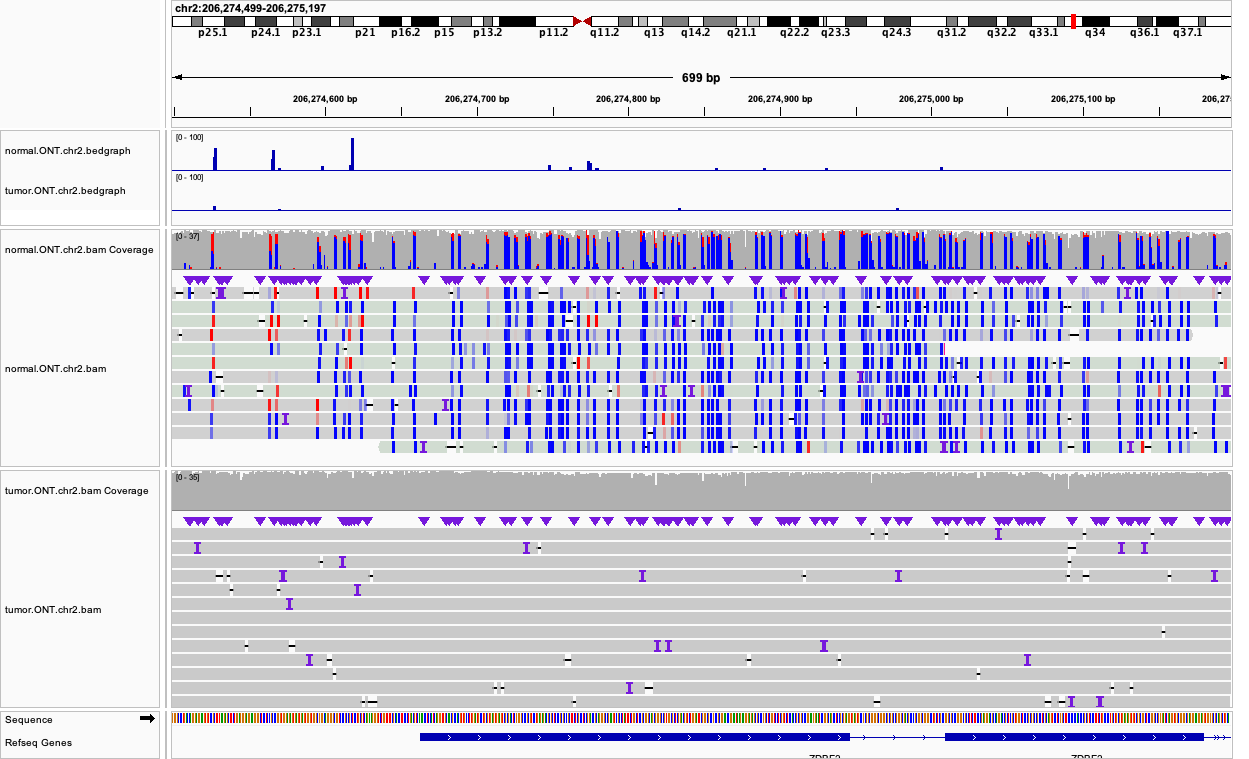 chr2:206,274,499-206,275,197
p25.1 p24.1 p23.1 p21 p16.2 p15 p13.2 p11.2 q11.2 q13 q14.2 q21.1 q22.2 q23.3 q24.3 q31.2 q32.2 q33.1 q34 q36.1 q37.1
699 bp
206,274,600 bp 206,274,700 bp 206,274,800 bp 206,274,900 bp 206,275,000 bp 206,275,100 bp 206,275
[0 - 100]
normal.ONT.chr2.bedgraph
[0 - 100]
tumor.ONT.chr2.bedgraph
[0 - 37]
normal.ONT.chr2.bam Coverage
normal.ONT.chr2.bam
[0 - 35]
tumor.ONT.chr2.bam Coverage
tumor.ONT.chr2.bam
Sequence
Refseq Genes